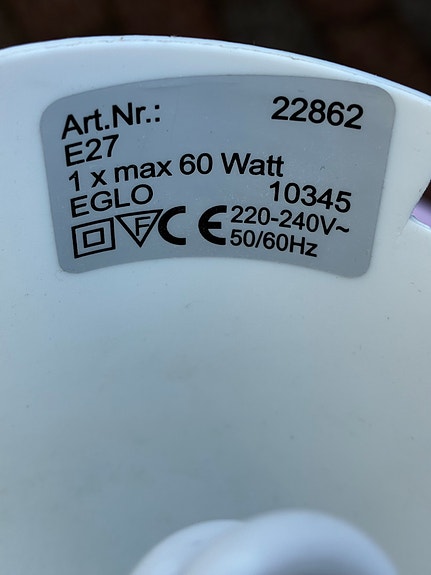 Art.Nr.: 22862
E27
1 x max 60 Watt
EGLO 10345
F CE 220-240V~
50/60Hz